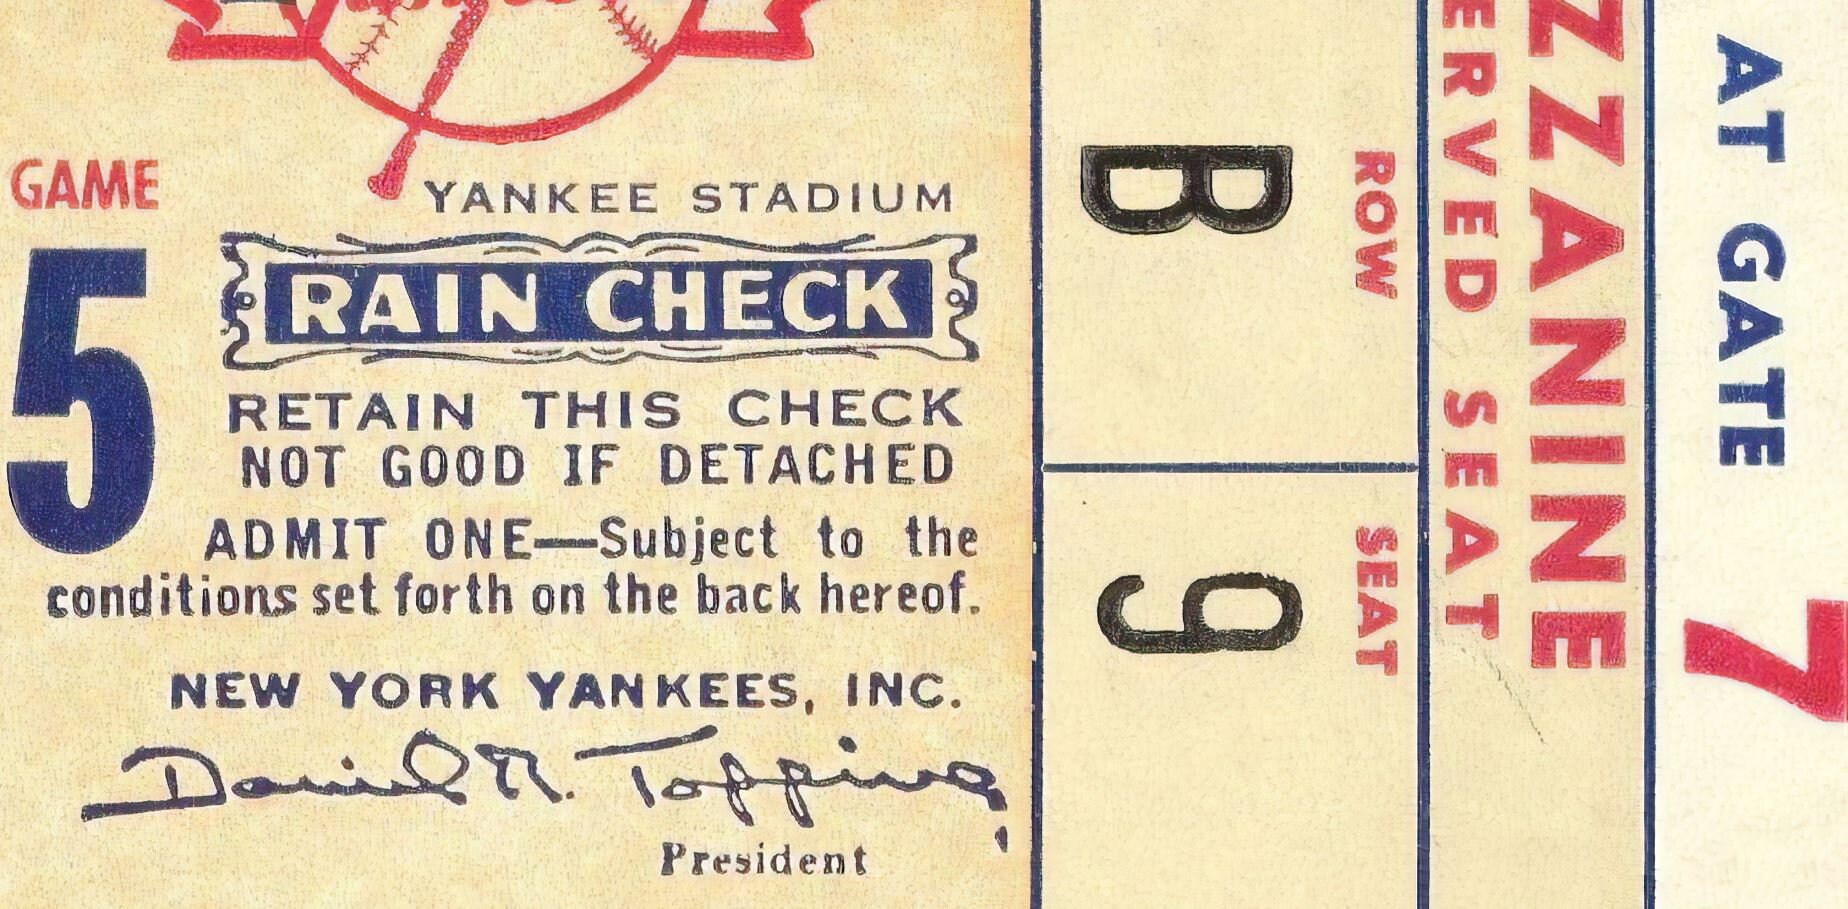 GAME
5
YANKEE STADIUM
RAIN CHECK
RETAIN THIS CHECK
NOT GOOD IF DETACHED
ADMIT ONE—Subject to the
conditions set forth on the back hereof.
NEW YORK YANKEES, INC.
Daniel R. Topping
President
ROW
B
SEAT
9
ZZANINE
ERVED SEAT
AT GATE
7